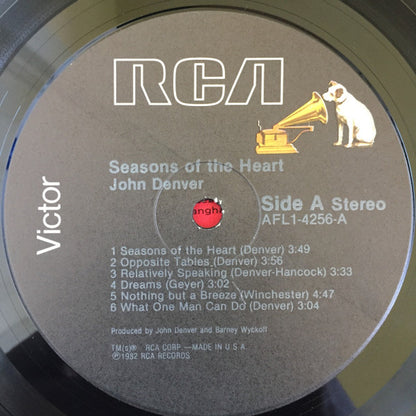 RCA
Victor
Seasons of the Heart
John Denver
Side A Stereo
AFL1-4256-A
angh
1 Seasons of the Heart (Denver) 3:49
2 Opposite Tables (Denver) 3:56
3 Relatively Speaking (Denver-Hancock) 3:33
4 Dreams (Geyer) 3:02
5 Nothing but a Breeze (Winchester) 4:47
6 What One Man Can Do (Denver) 3:04
Produced by John Denver and Barney Wyckoff
TM(s)® RCA CORP.—MADE IN U.S.A.
Ⓟ1982 RCA RECORDS